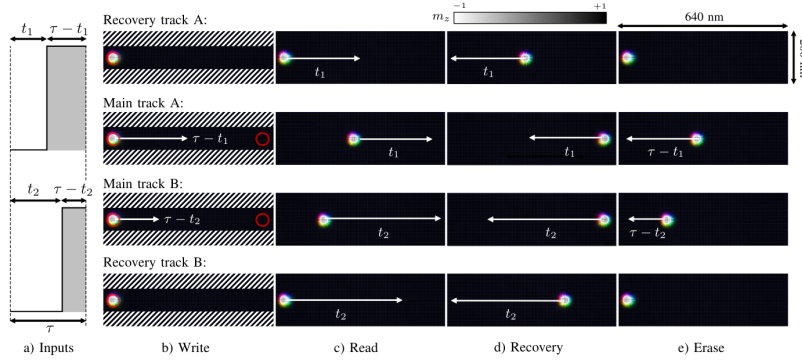 Recovery track A:
m_z
−1
+1
640 nm
t₁
τ − t₁
t₁
t₁
Main track A:
τ − t₁
t₁
t₁
τ − t₁
t₂
τ − t₂
Main track B:
τ − t₂
t₂
t₂
τ − t₂
Recovery track B:
t₂
t₂
τ
a) Inputs
b) Write
c) Read
d) Recovery
e) Erase